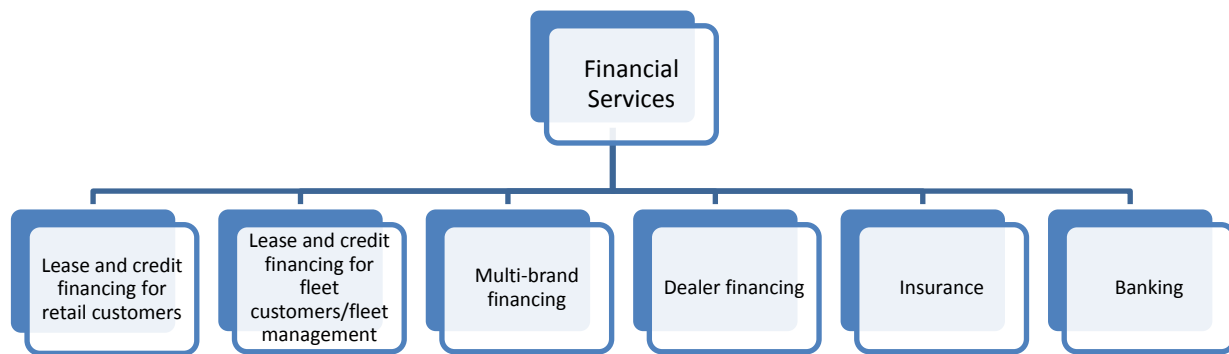 Financial
Services
Lease and credit
financing for
retail customers
Lease and credit
financing for
fleet
customers/fleet
management
Multi-brand
financing
Dealer financing
Insurance
Banking